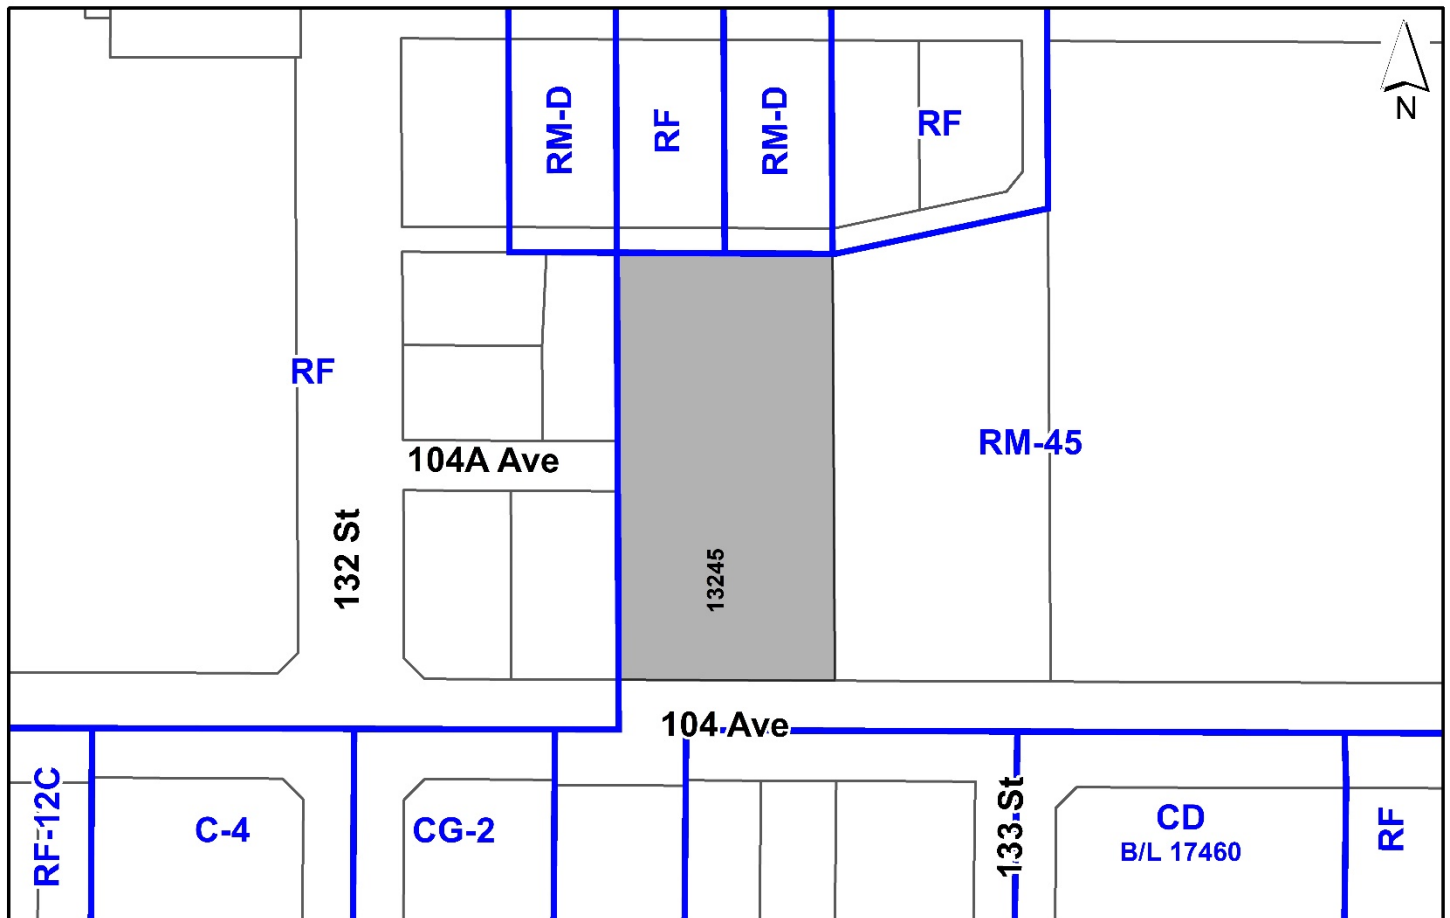 N
RM-D
RF
RM-D
RF
RF
RM-45
104A Ave
132 St
13245
104 Ave
RF-12C
C-4
CG-2
133 St
CD
B/L 17460
RF